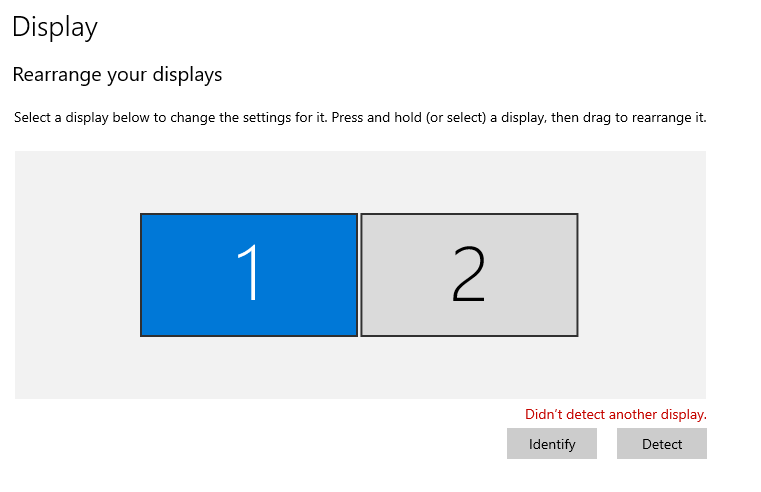 Display
Rearrange your displays
Select a display below to change the settings for it. Press and hold (or select) a display, then drag to rearrange it.
1 2
Didn't detect another display.
Identify Detect